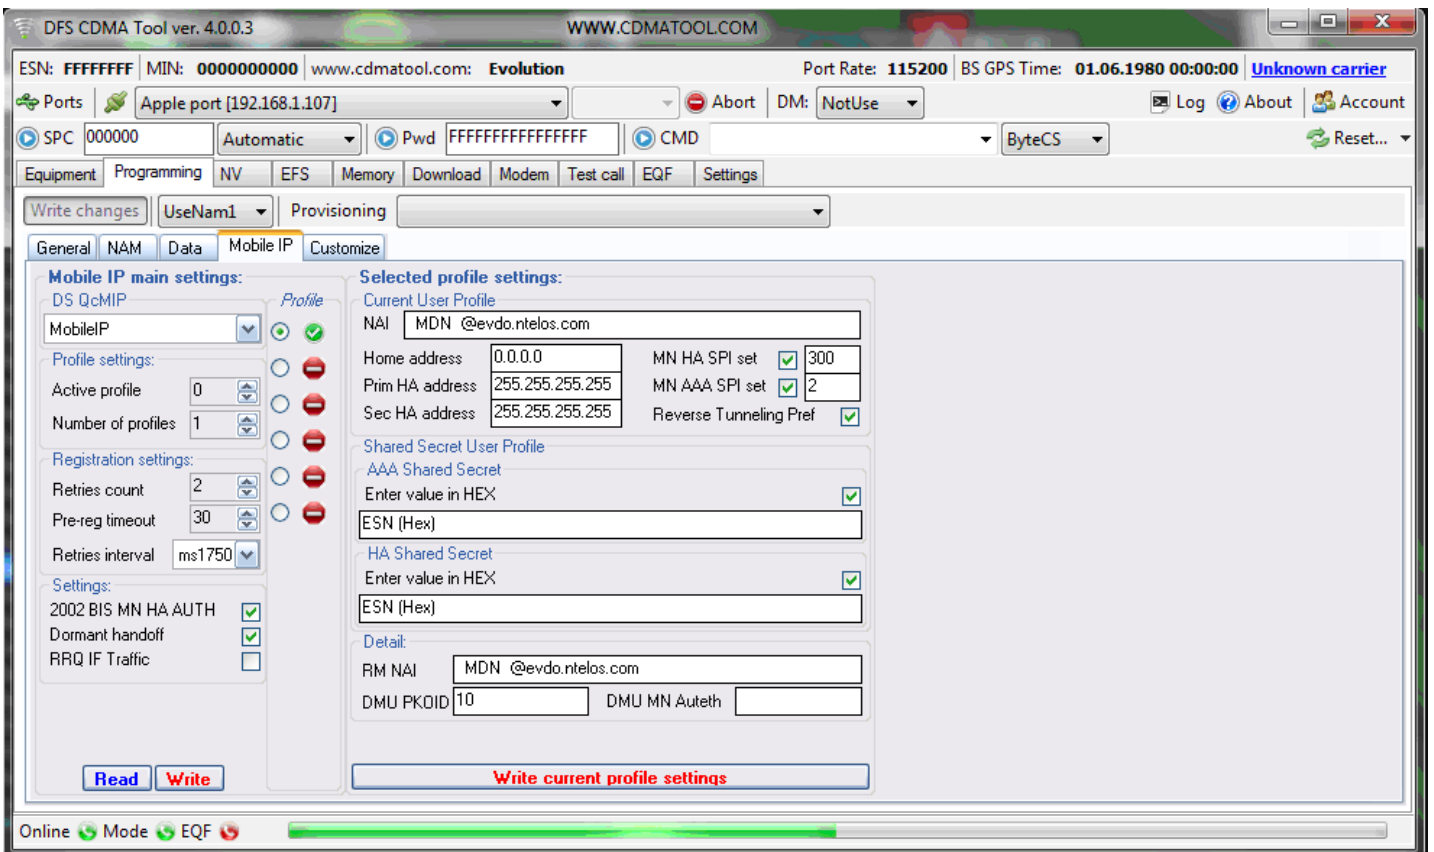 DFS CDMA Tool ver. 4.0.0.3 WWW.CDMATOOL.COM
ESN: FFFFFFFF MIN: 0000000000 www.cdmatool.com: Evolution Port Rate: 115200 BS GPS Time: 01.06.1980 00:00:00 Unknown carrier
Ports Apple port [192.168.1.107] Abort DM: NotUse Log About Account
SPC 000000 Automatic Pwd FFFFFFFFFFFFFFFF CMD ByteCS Reset...
Equipment Programming NV EFS Memory Download Modem Test call EQF Settings
Write changes UseNam1 Provisioning
General NAM Data Mobile IP Customize
Mobile IP main settings:
DS QcMIP Profile
MobileIP
Profile settings:
Active profile 0
Number of profiles 1
Registration settings:
Retries count 2
Pre-reg timeout 30
Retries interval ms1750
Settings:
2002 BIS MN HA AUTH
Dormant handoff
RRQ IF Traffic
Read Write
Selected profile settings:
Current User Profile
NAI MDN @evdo.ntelos.com
Home address 0.0.0.0 MN HA SPI set 300
Prim HA address 255.255.255.255 MN AAA SPI set 2
Sec HA address 255.255.255.255 Reverse Tunneling Pref
Shared Secret User Profile
AAA Shared Secret
Enter value in HEX
ESN (Hex)
HA Shared Secret
Enter value in HEX
ESN (Hex)
Detail:
RM NAI MDN @evdo.ntelos.com
DMU PKOID 10 DMU MN Auteth
Write current profile settings
Online Mode EQF